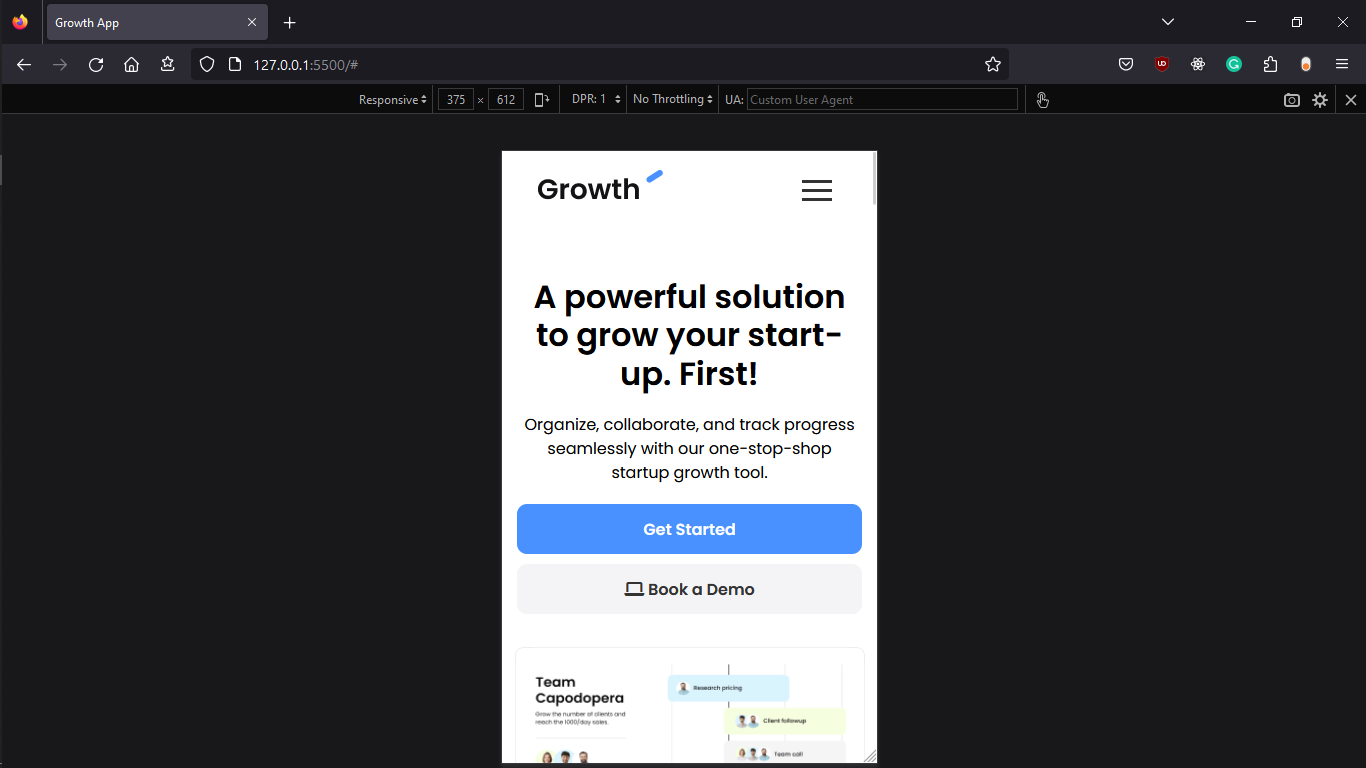 Growth App
127.0.0.1:5500/#
Responsive 375 × 612 DPR: 1 No Throttling UA: Custom User Agent
Growth
A powerful solution
to grow your start-
up. First!
Organize, collaborate, and track progress
seamlessly with our one-stop-shop
startup growth tool.
Get Started
Book a Demo
Team
Capodopera
Grow the number of clients and
reach the 1000/day sales.
Research pricing
Client followup
Team call